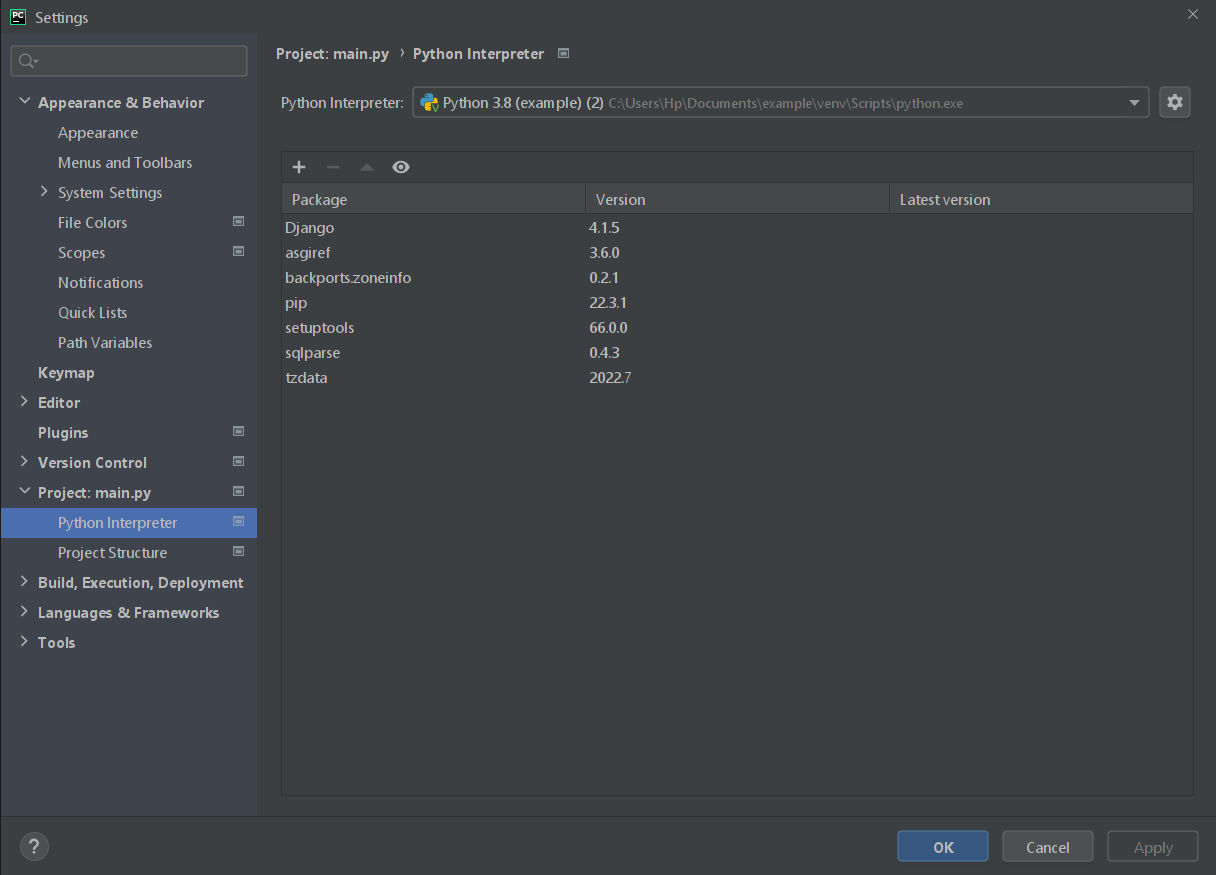 PC Settings
Appearance & Behavior
Appearance
Menus and Toolbars
System Settings
File Colors
Scopes
Notifications
Quick Lists
Path Variables
Keymap
Editor
Plugins
Version Control
Project: main.py
Python Interpreter
Project Structure
Build, Execution, Deployment
Languages & Frameworks
Tools
Project: main.py › Python Interpreter
Python Interpreter: Python 3.8 (example) (2) C:\Users\Hp\Documents\example\venv\Scripts\python.exe
Package Version Latest version
Django 4.1.5
asgiref 3.6.0
backports.zoneinfo 0.2.1
pip 22.3.1
setuptools 66.0.0
sqlparse 0.4.3
tzdata 2022.7
? OK Cancel Apply